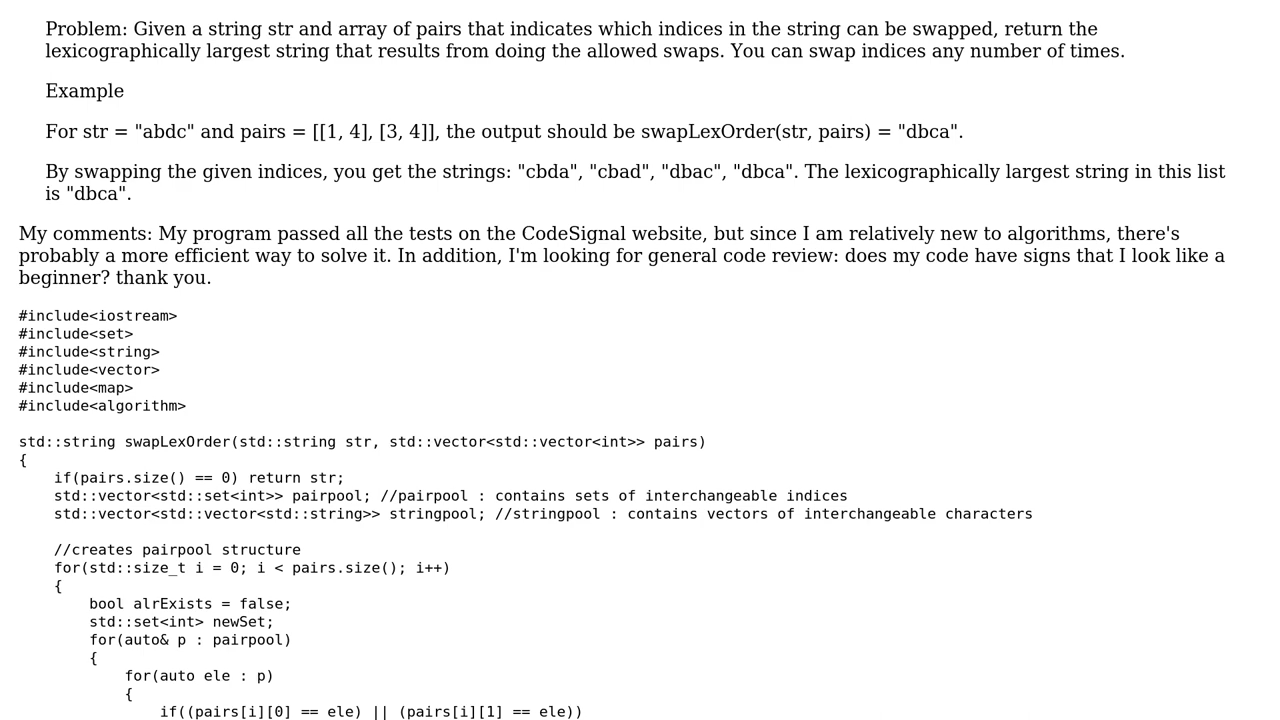 Problem: Given a string str and array of pairs that indicates which indices in the string can be swapped, return the
lexicographically largest string that results from doing the allowed swaps. You can swap indices any number of times.
Example
For str = "abdc" and pairs = [[1, 4], [3, 4]], the output should be swapLexOrder(str, pairs) = "dbca".
By swapping the given indices, you get the strings: "cbda", "cbad", "dbac", "dbca". The lexicographically largest string in this list
is "dbca".
My comments: My program passed all the tests on the CodeSignal website, but since I am relatively new to algorithms, there's
probably a more efficient way to solve it. In addition, I'm looking for general code review: does my code have signs that I look like a
beginner? thank you.
#include<iostream>
#include<set>
#include<string>
#include<vector>
#include<map>
#include<algorithm>
std::string swapLexOrder(std::string str, std::vector<std::vector<int>> pairs)
{
    if(pairs.size() == 0) return str;
    std::vector<std::set<int>> pairpool; //pairpool : contains sets of interchangeable indices
    std::vector<std::vector<std::string>> stringpool; //stringpool : contains vectors of interchangeable characters
    //creates pairpool structure
    for(std::size_t i = 0; i < pairs.size(); i++)
    {
        bool alrExists = false;
        std::set<int> newSet;
        for(auto& p : pairpool)
        {
            for(auto ele : p)
            {
                if((pairs[i][0] == ele) || (pairs[i][1] == ele))